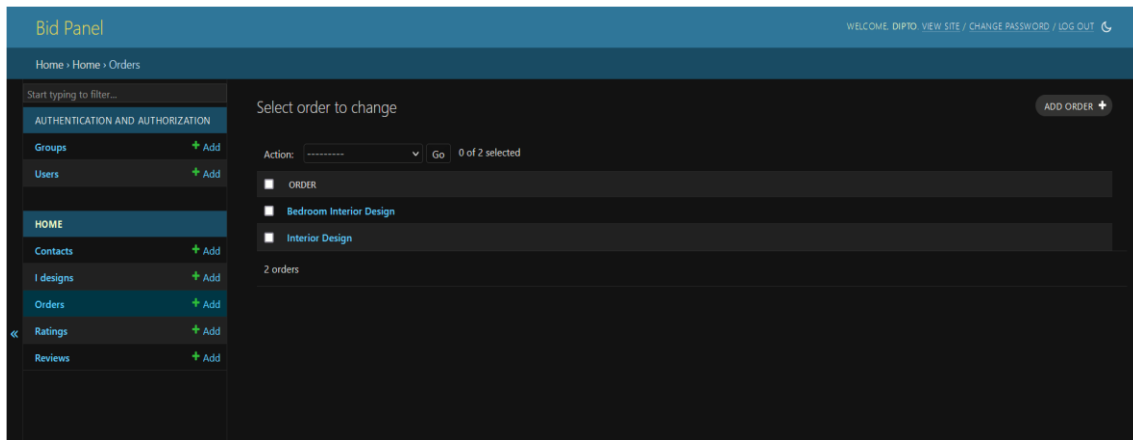 Bid Panel
WELCOME, DIPTO. VIEW SITE / CHANGE PASSWORD / LOG OUT
Home › Home › Orders
Start typing to filter...
AUTHENTICATION AND AUTHORIZATION
Groups + Add
Users + Add
HOME
Contacts + Add
I designs + Add
Orders + Add
Ratings + Add
Reviews + Add
«
Select order to change
ADD ORDER +
Action: --------- Go 0 of 2 selected
ORDER
Bedroom Interior Design
Interior Design
2 orders